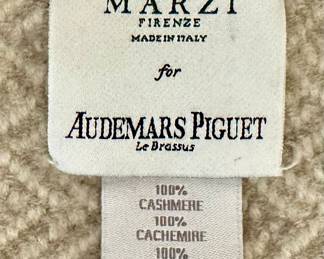 MARZI
FIRENZE
MADE IN ITALY
for
AUDEMARS PIGUET
Le Brassus
100%
CASHMERE
100%
CACHEMIRE
100%